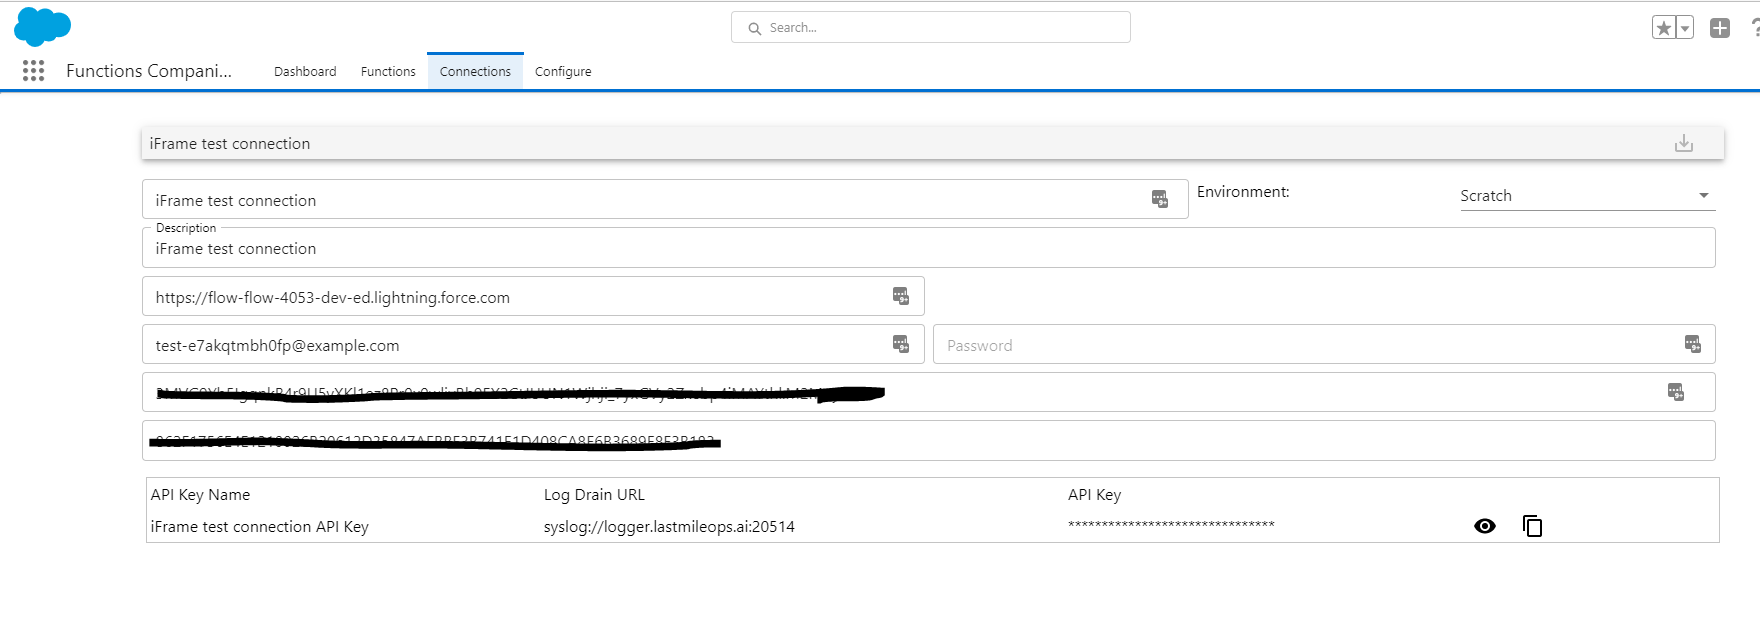 Search...
Functions Compani...
Dashboard
Functions
Connections
Configure
iFrame test connection
iFrame test connection
Environment:
Scratch
Description
iFrame test connection
https://flow-flow-4053-dev-ed.lightning.force.com
test-e7akqtmbh0fp@example.com
Password
API Key Name Log Drain URL API Key
iFrame test connection API Key syslog://logger.lastmileops.ai:20514 *******************************